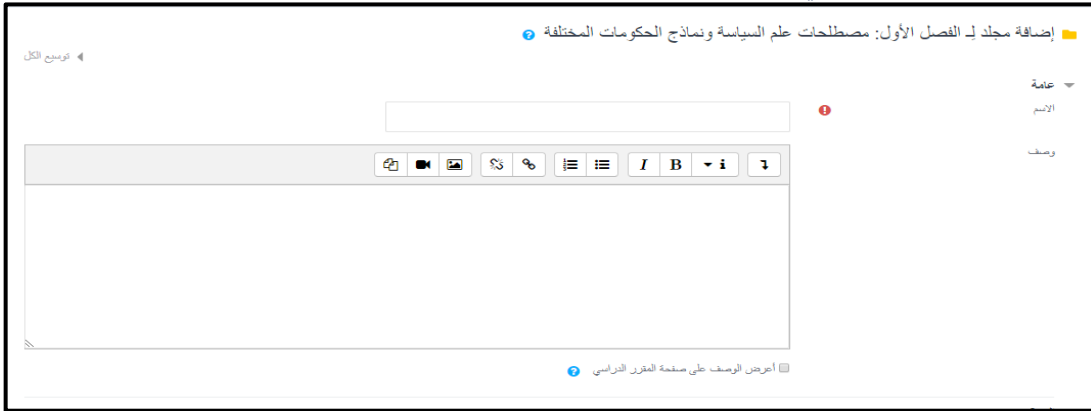 إضافة مجلد لِـ الفصل الأول: مصطلحات علم السياسة ونماذج الحكومات المختلفة
توسيع الكل
عامة
الاسم
وصف
B I
أعرض الوصف على صفحة المقرر الدراسي